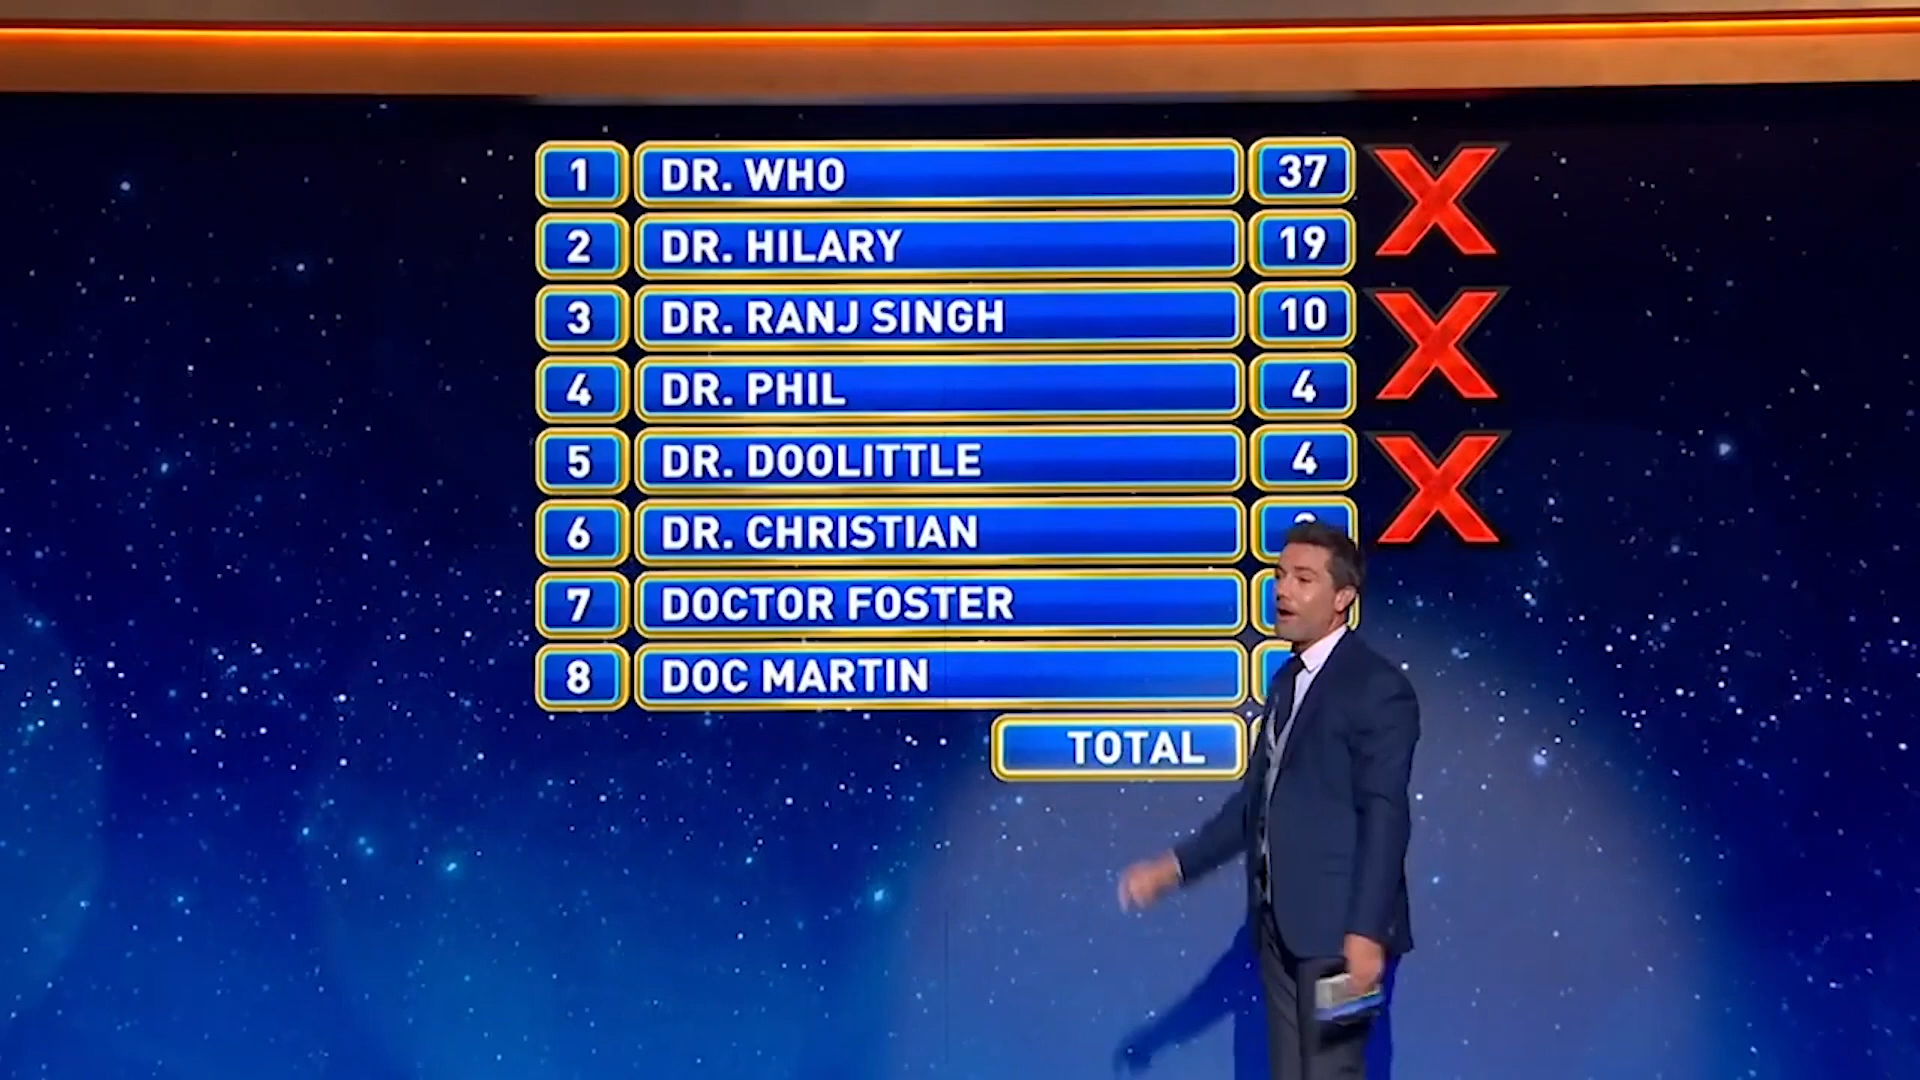 1 DR. WHO 37
2 DR. HILARY 19
3 DR. RANJ SINGH 10
4 DR. PHIL 4
5 DR. DOOLITTLE 4
6 DR. CHRISTIAN
7 DOCTOR FOSTER
8 DOC MARTIN
TOTAL
X
X
X